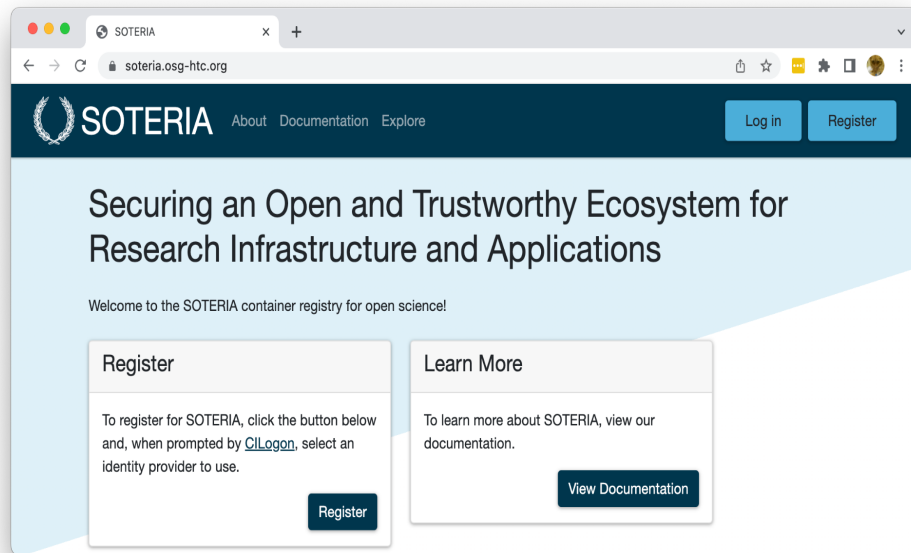 SOTERIA
soteria.osg-htc.org
SOTERIA About Documentation Explore Log in Register
Securing an Open and Trustworthy Ecosystem for
Research Infrastructure and Applications
Welcome to the SOTERIA container registry for open science!
Register
To register for SOTERIA, click the button below
and, when prompted by CILogon, select an
identity provider to use.
Register
Learn More
To learn more about SOTERIA, view our
documentation.
View Documentation